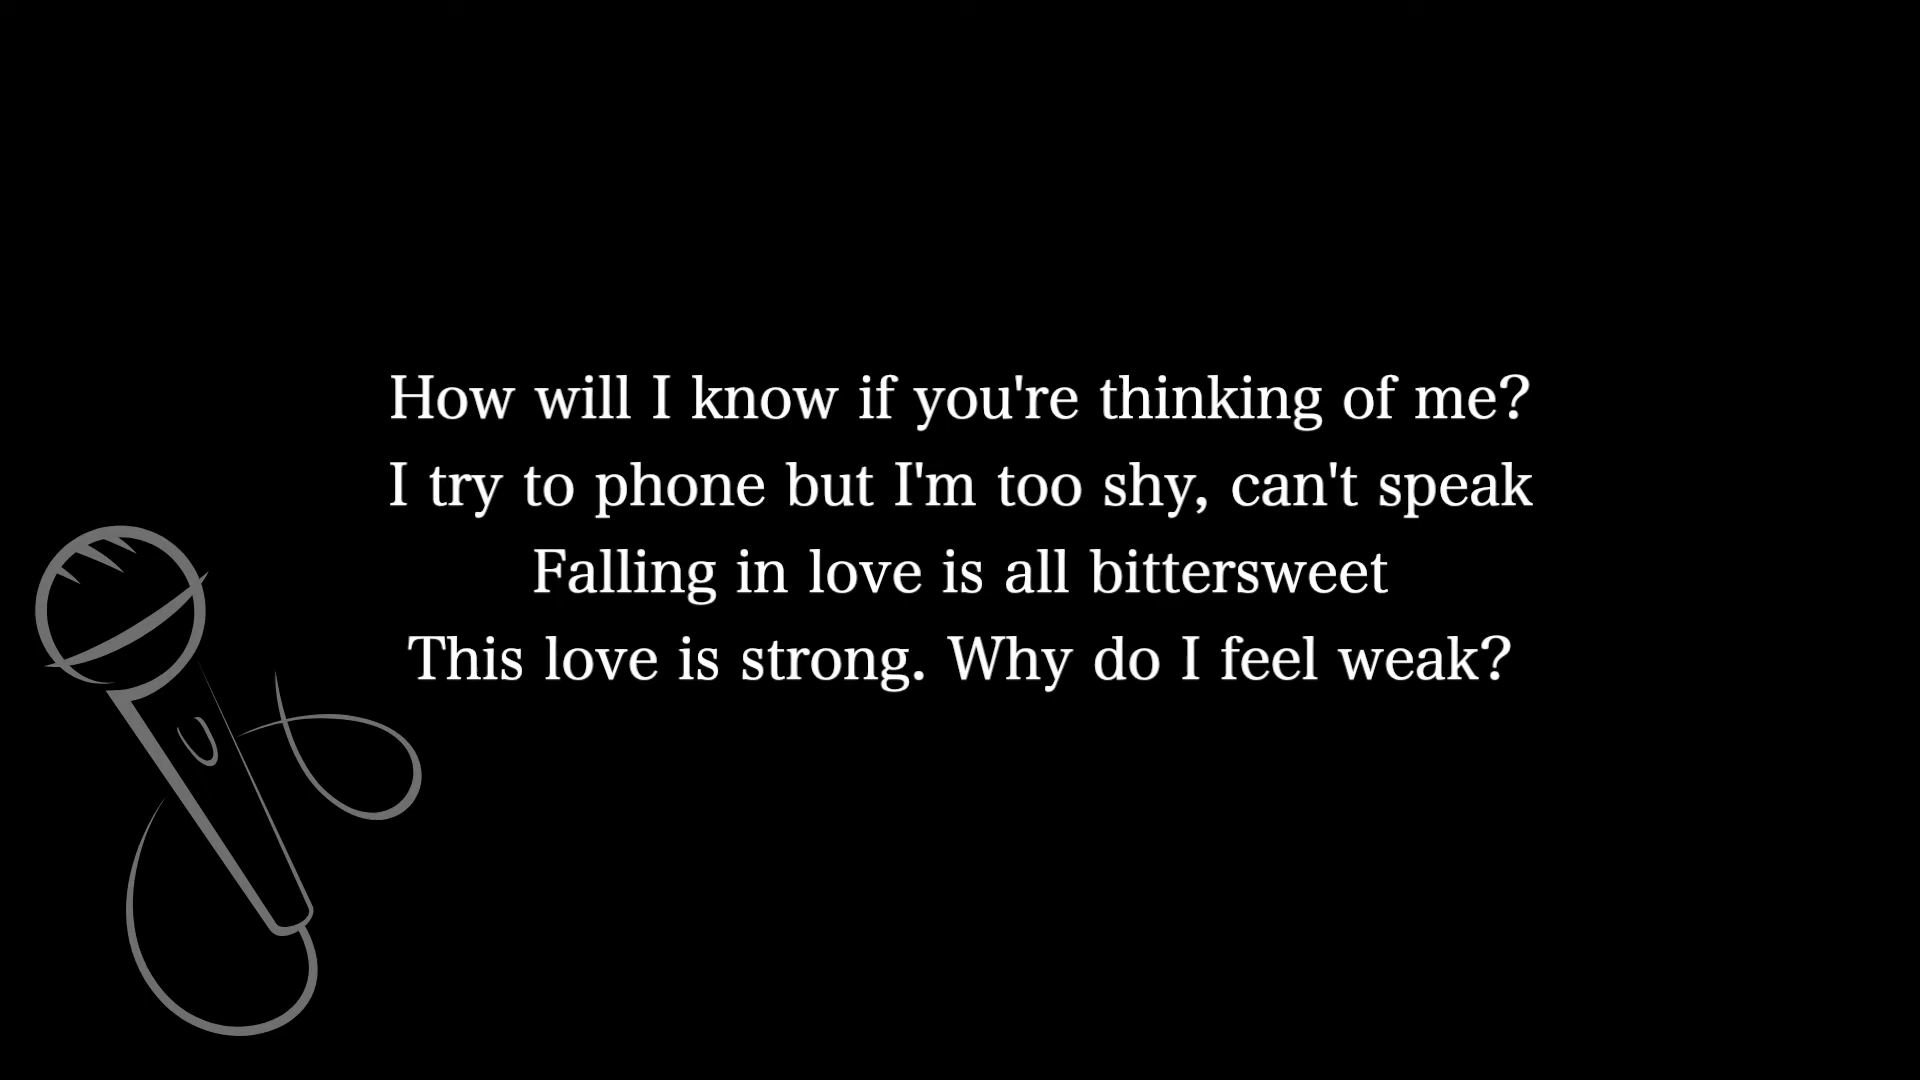 How will I know if you're thinking of me?
I try to phone but I'm too shy, can't speak
Falling in love is all bittersweet
This love is strong. Why do I feel weak?